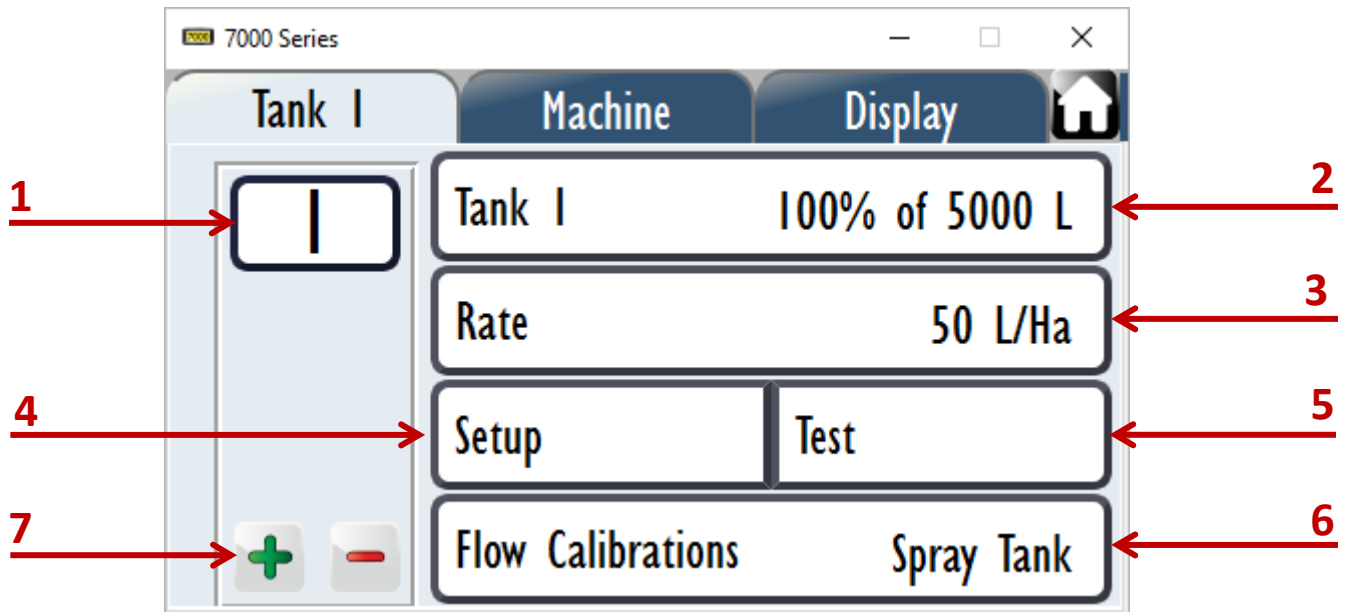 7000 Series
Tank 1 Machine Display
1
1
Tank 1 100% of 5000 L
2
Rate 50 L/Ha
3
4
Setup Test
5
7
Flow Calibrations Spray Tank
6